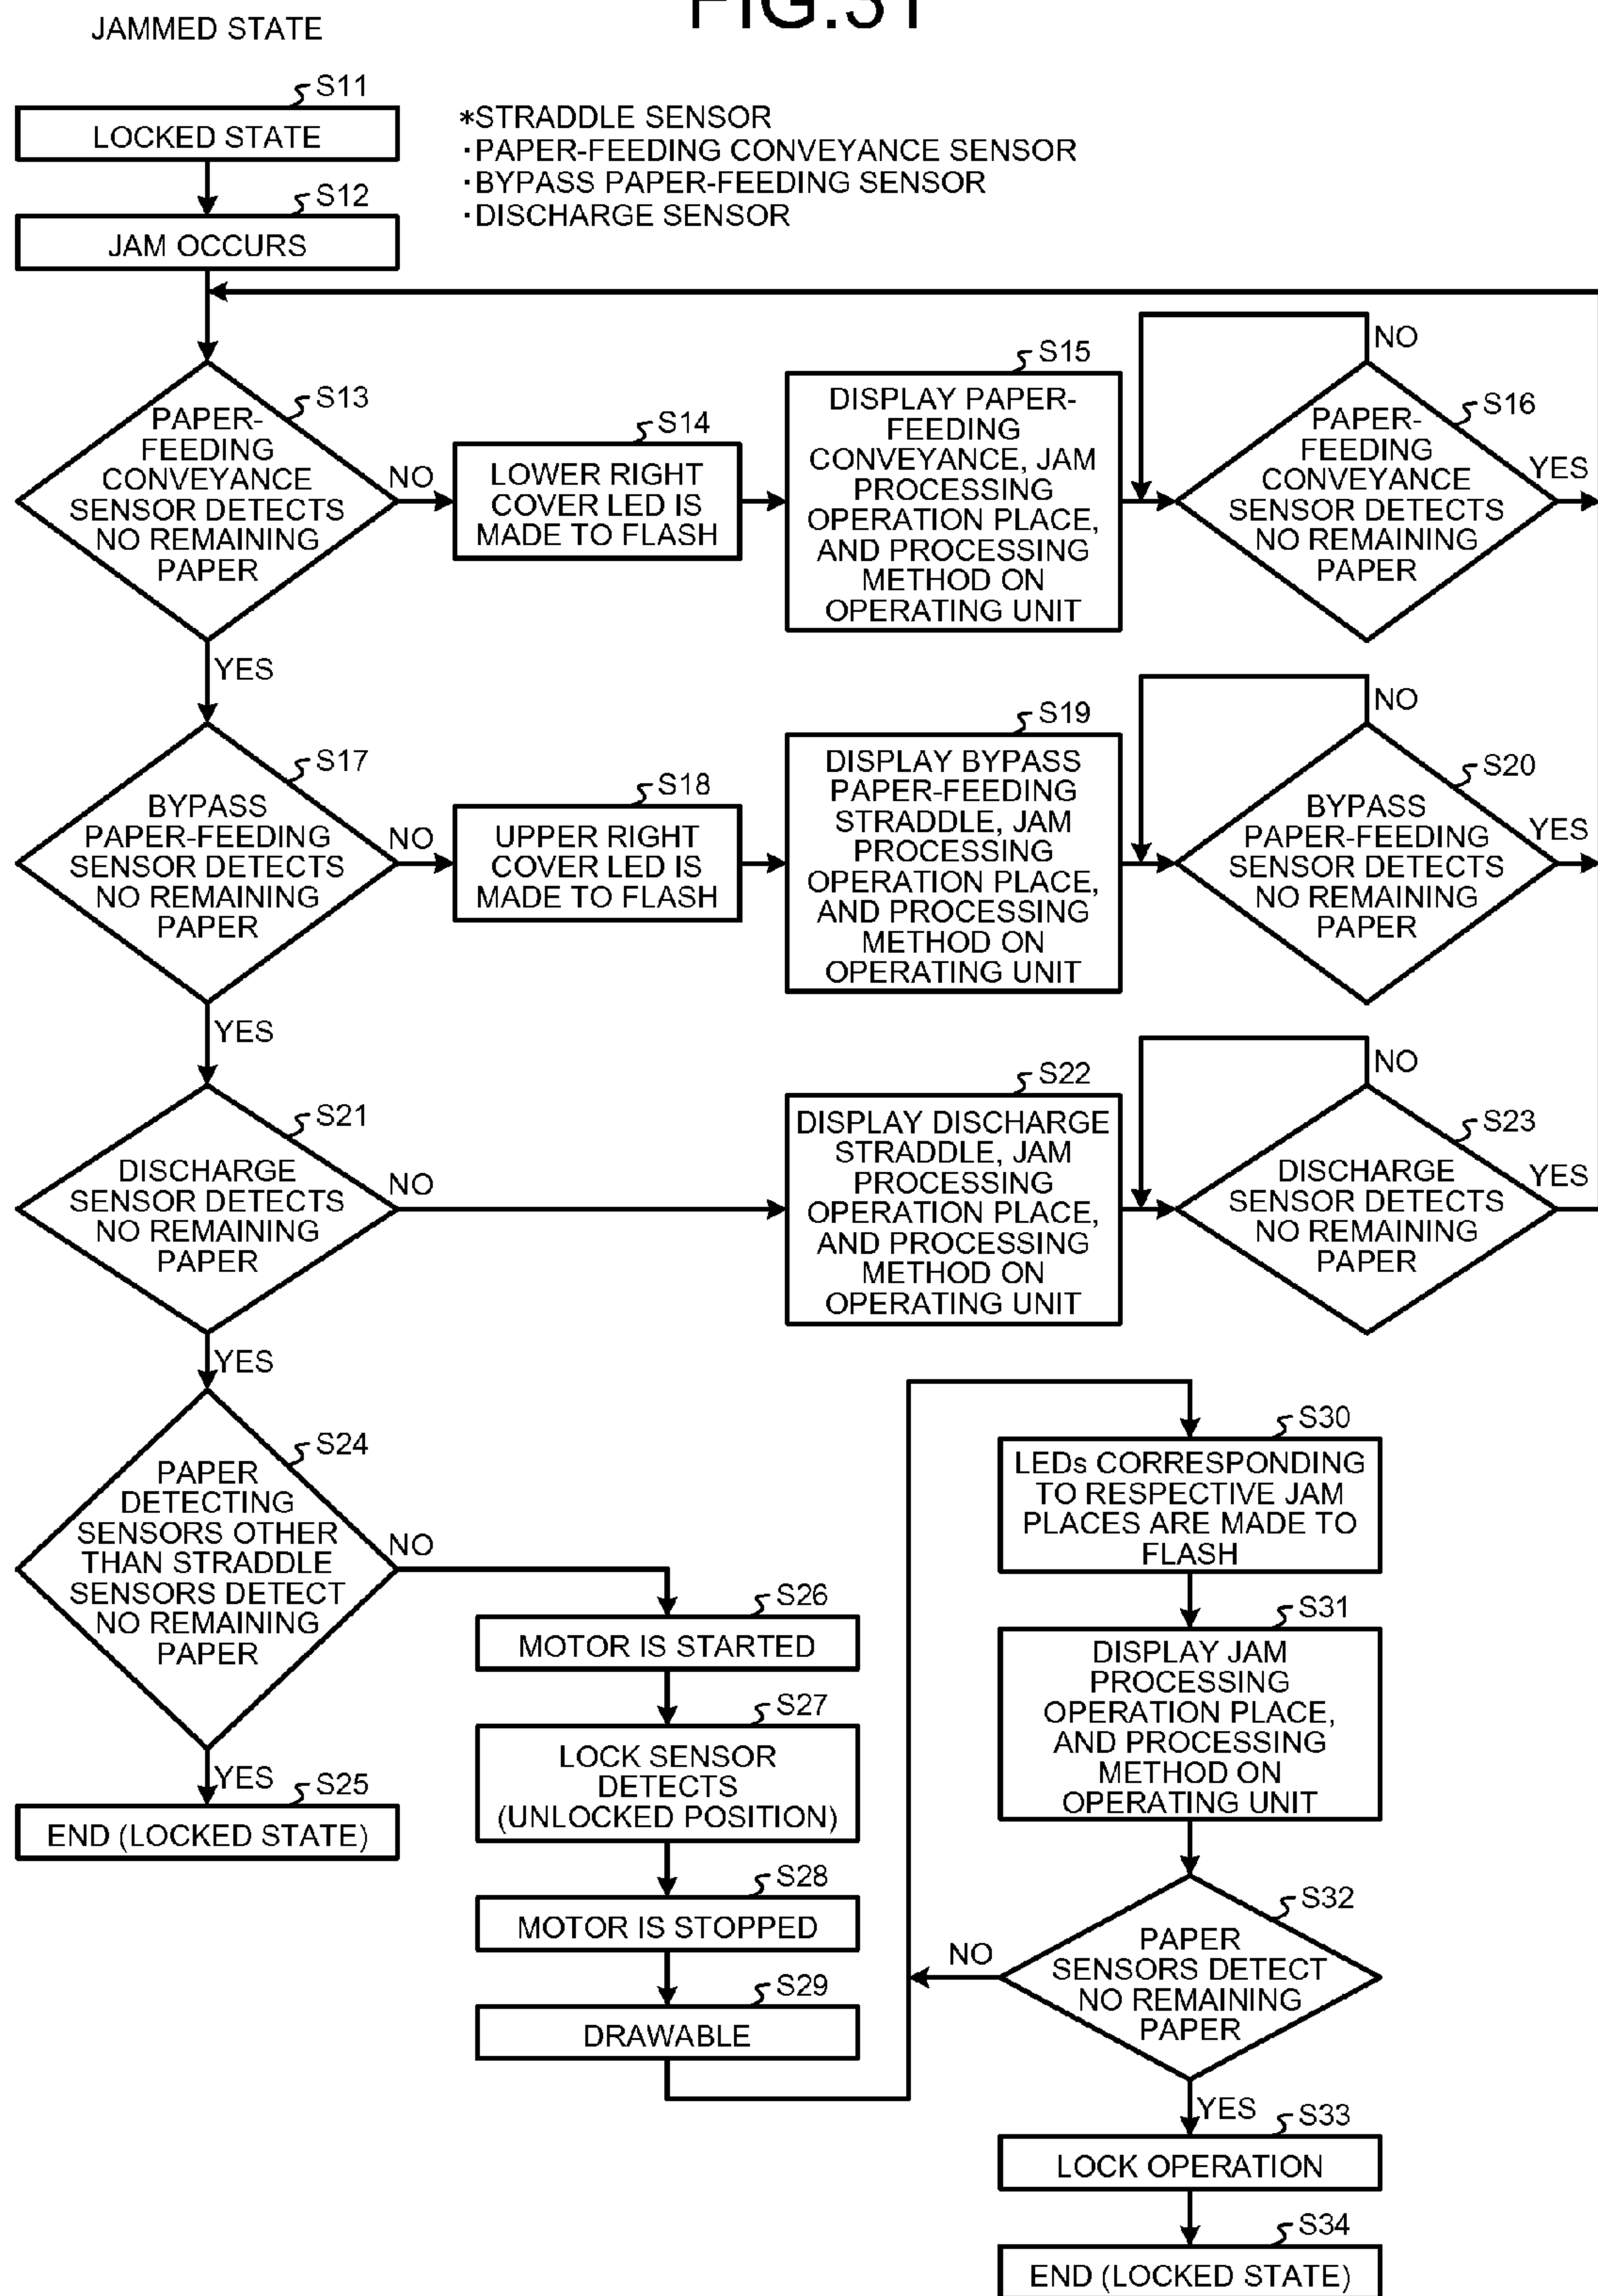 FIG.31
JAMMED STATE
S11
LOCKED STATE
S12
JAM OCCURS
*STRADDLE SENSOR
·PAPER-FEEDING CONVEYANCE SENSOR
·BYPASS PAPER-FEEDING SENSOR
·DISCHARGE SENSOR
S13
PAPER-
FEEDING
CONVEYANCE
SENSOR DETECTS
NO REMAINING
PAPER
NO
YES
S14
LOWER RIGHT
COVER LED IS
MADE TO FLASH
S15
DISPLAY PAPER-
FEEDING
CONVEYANCE, JAM
PROCESSING
OPERATION PLACE,
AND PROCESSING
METHOD ON
OPERATING UNIT
S16
PAPER-
FEEDING
CONVEYANCE
SENSOR DETECTS
NO REMAINING
PAPER
NO
YES
S17
BYPASS
PAPER-FEEDING
SENSOR DETECTS
NO REMAINING
PAPER
NO
YES
S18
UPPER RIGHT
COVER LED IS
MADE TO FLASH
S19
DISPLAY BYPASS
PAPER-FEEDING
STRADDLE, JAM
PROCESSING
OPERATION PLACE,
AND PROCESSING
METHOD ON
OPERATING UNIT
S20
BYPASS
PAPER-FEEDING
SENSOR DETECTS
NO REMAINING
PAPER
NO
YES
S21
DISCHARGE
SENSOR DETECTS
NO REMAINING
PAPER
NO
YES
S22
DISPLAY DISCHARGE
STRADDLE, JAM
PROCESSING
OPERATION PLACE,
AND PROCESSING
METHOD ON
OPERATING UNIT
S23
DISCHARGE
SENSOR DETECTS
NO REMAINING
PAPER
NO
YES
S24
PAPER
DETECTING
SENSORS OTHER
THAN STRADDLE
SENSORS DETECT
NO REMAINING
PAPER
NO
YES
S25
END (LOCKED STATE)
S26
MOTOR IS STARTED
S27
LOCK SENSOR
DETECTS
(UNLOCKED POSITION)
S28
MOTOR IS STOPPED
S29
DRAWABLE
S30
LEDs CORRESPONDING
TO RESPECTIVE JAM
PLACES ARE MADE TO
FLASH
S31
DISPLAY JAM
PROCESSING
OPERATION PLACE,
AND PROCESSING
METHOD ON
OPERATING UNIT
S32
PAPER
SENSORS DETECT
NO REMAINING
PAPER
NO
YES
S33
LOCK OPERATION
S34
END (LOCKED STATE)